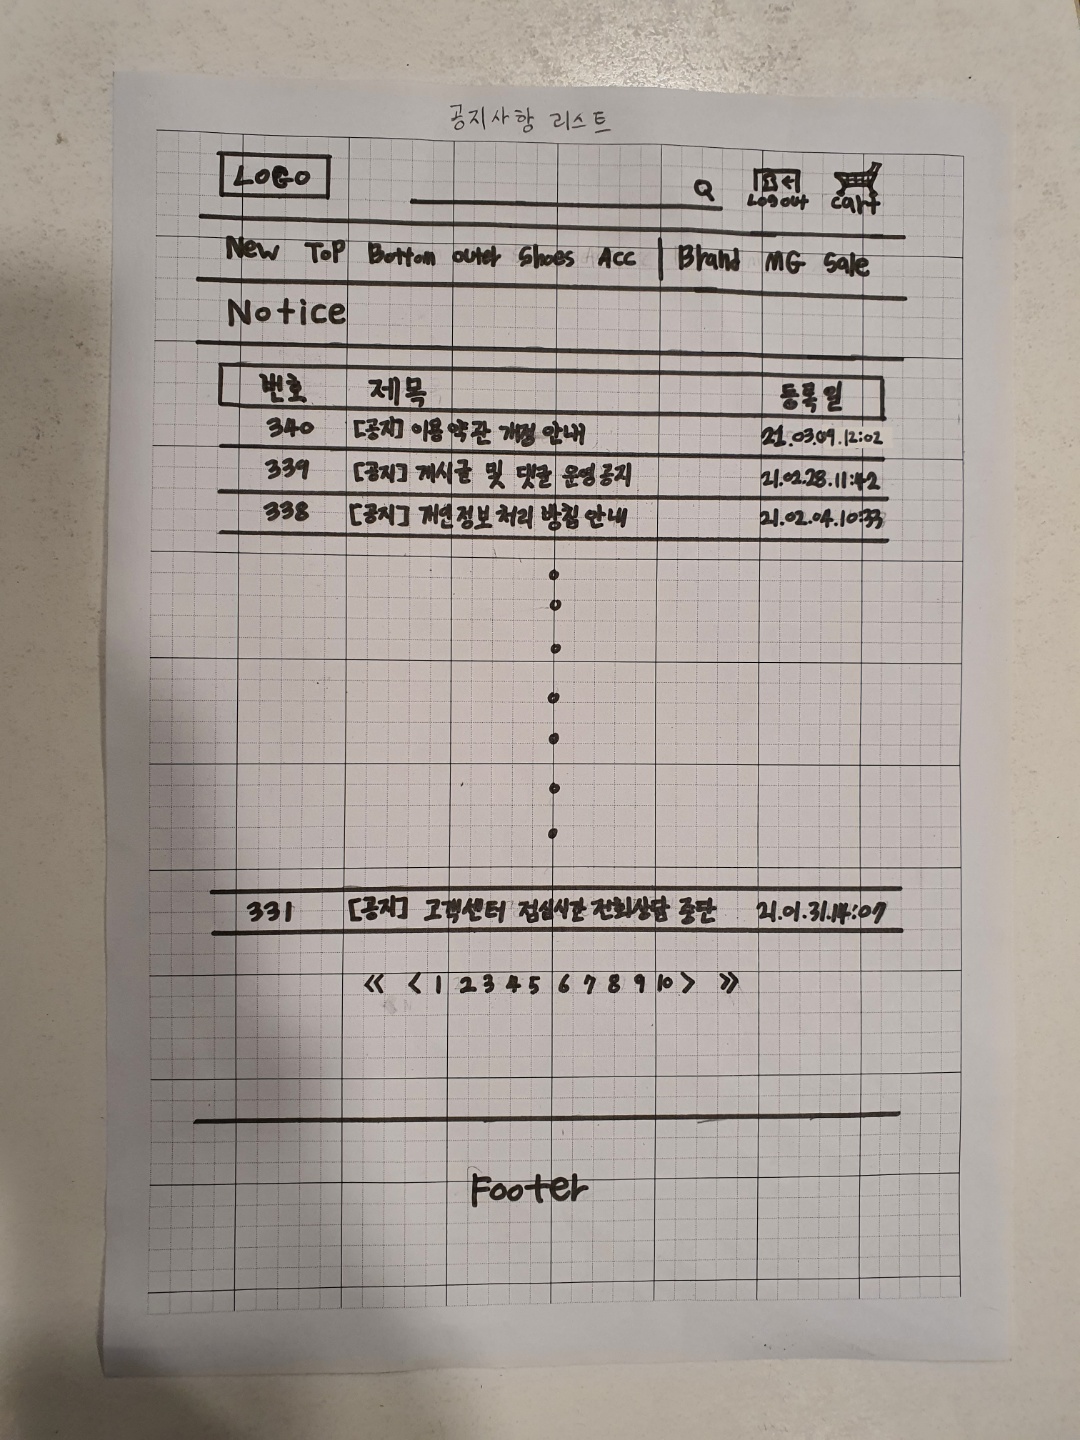 공지사항 리스트
LOGO
Logout
cart
New Top Bottom outer Shoes Acc | Brand MG Sale
Notice
번호 제목 등록일
340 [공지] 이용약관 개정 안내 21.03.09.12:02
339 [공지] 게시글 및 댓글 운영공지 21.02.28.11:42
338 [공지] 개인정보처리 방침 안내 21.02.04.10:33
331 [공지] 고객센터 점심시간 전화상담 중단 21.01.31.14:07
« < 1 2 3 4 5 6 7 8 9 10 > »
Footer